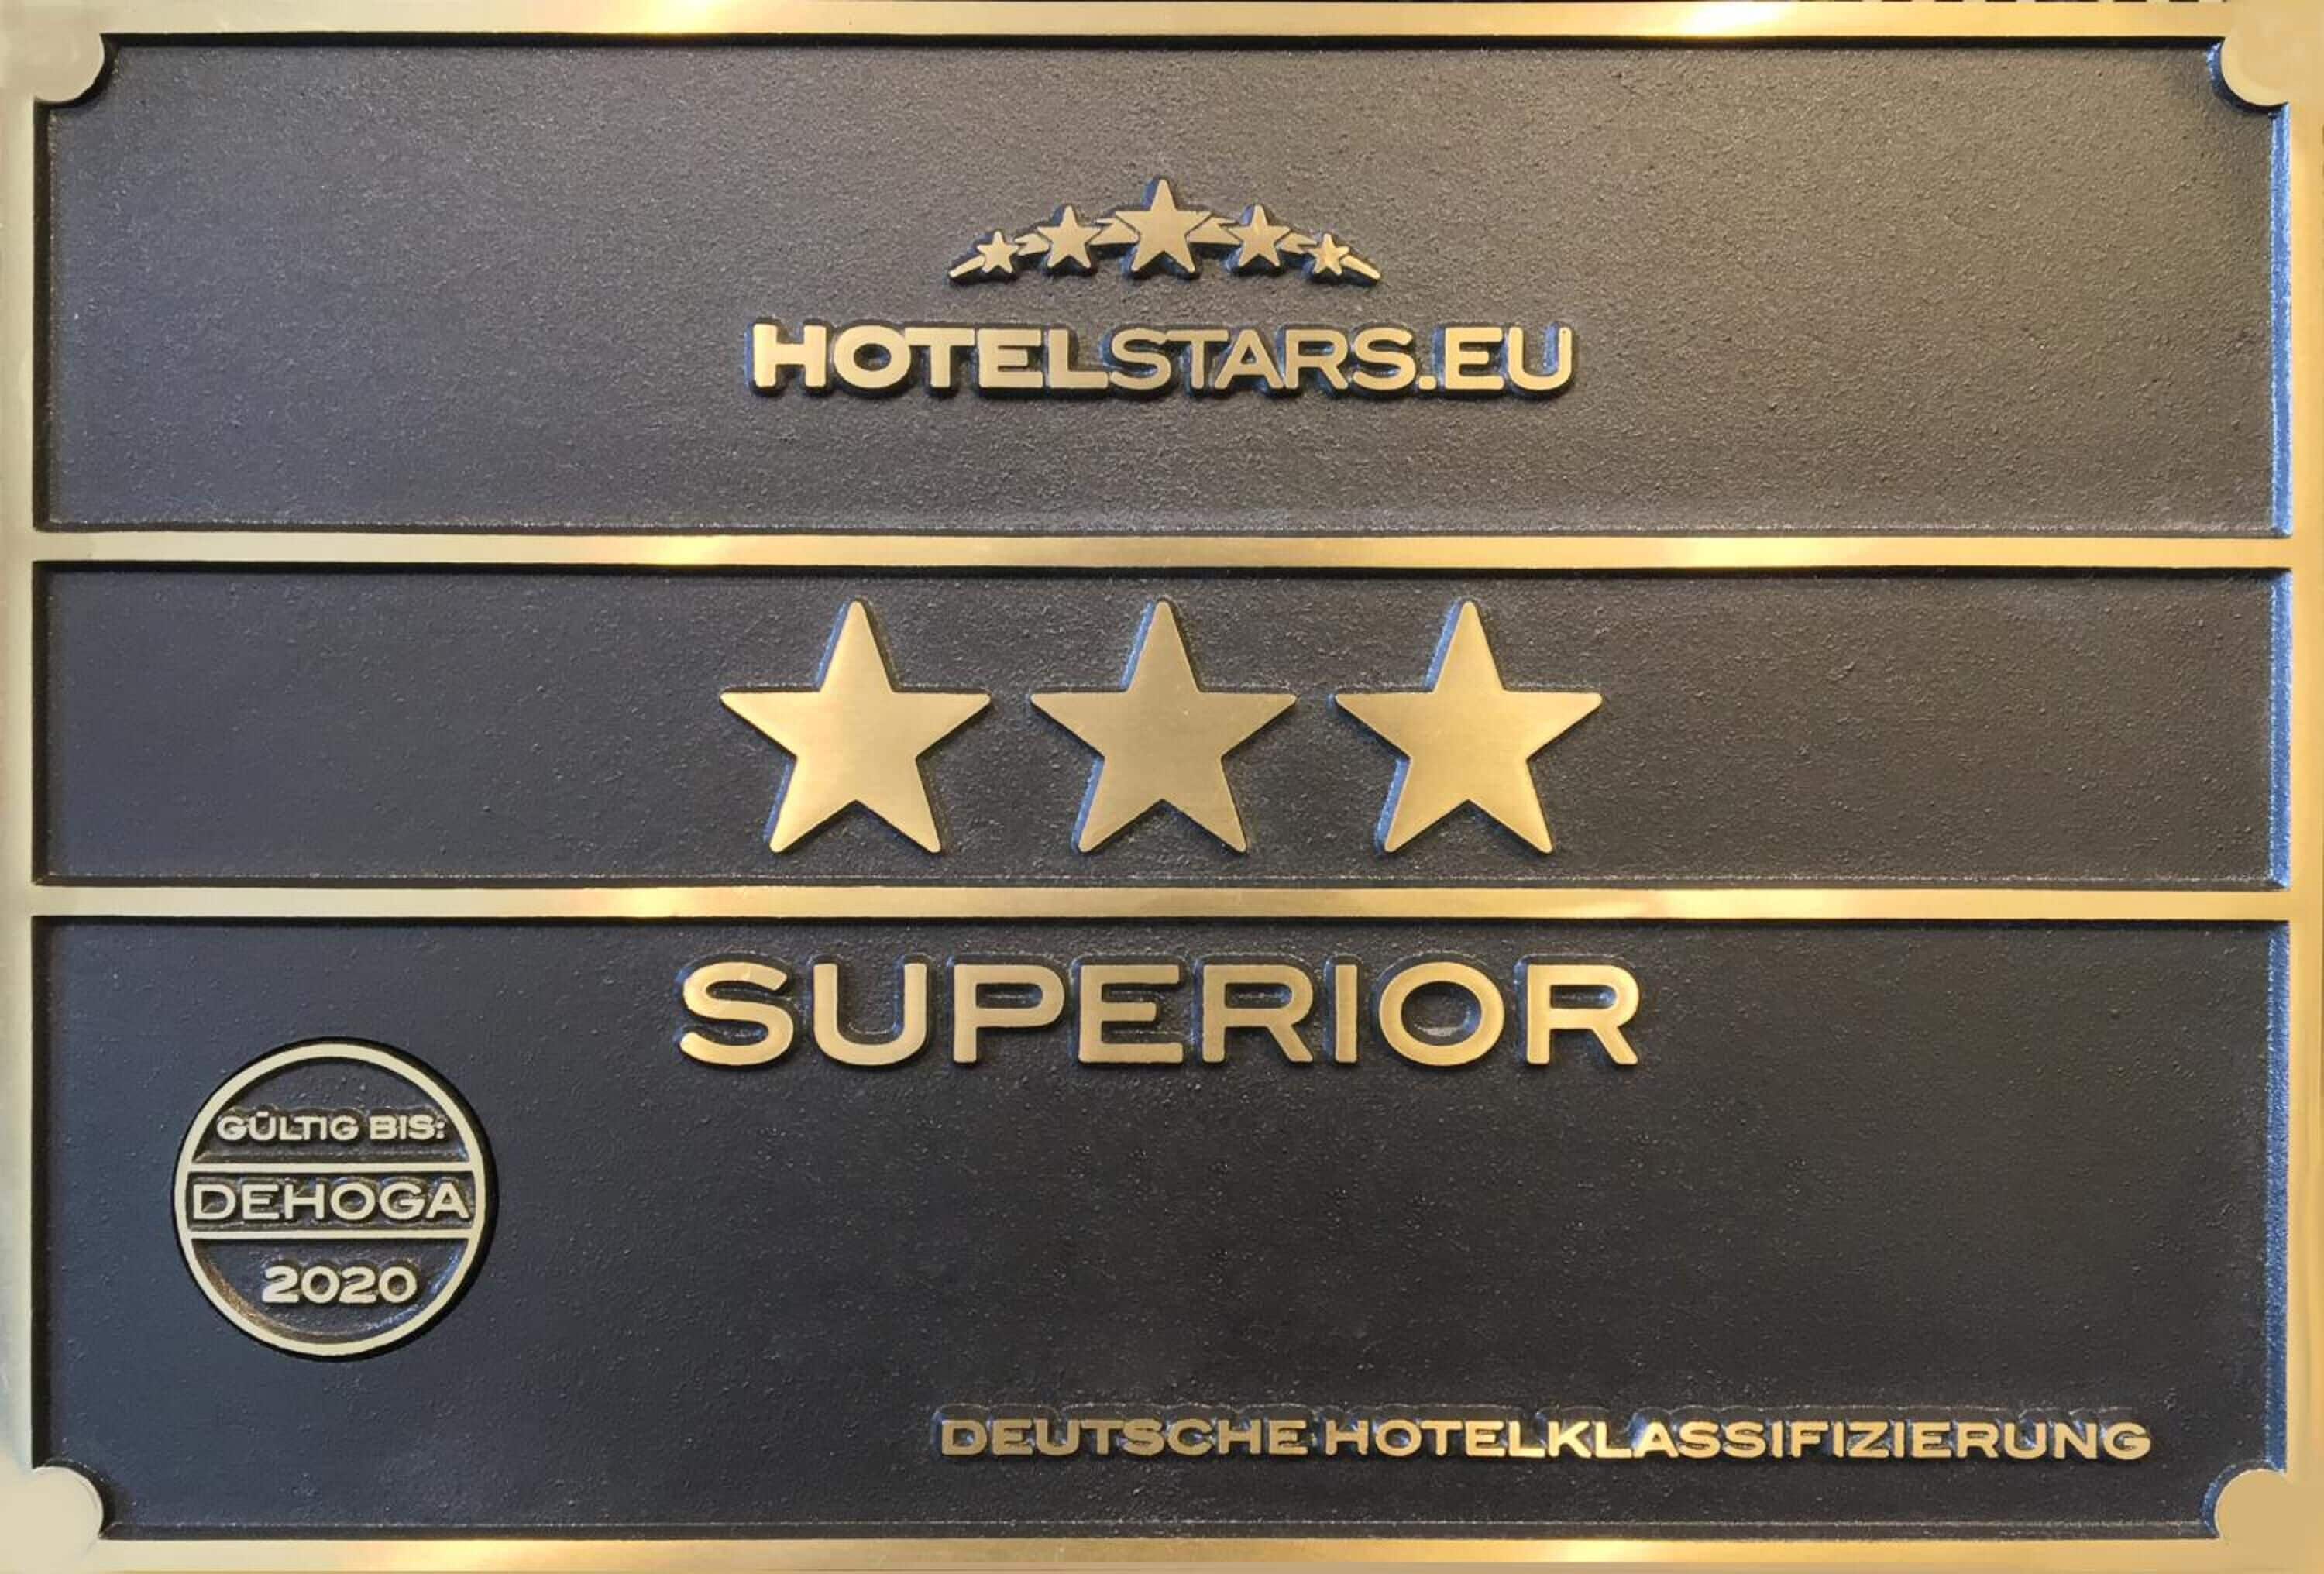 HOTELSTARS.EU
SUPERIOR
GÜLTIG BIS:
DEHOGA
2020
DEUTSCHE HOTELKLASSIFIZIERUNG